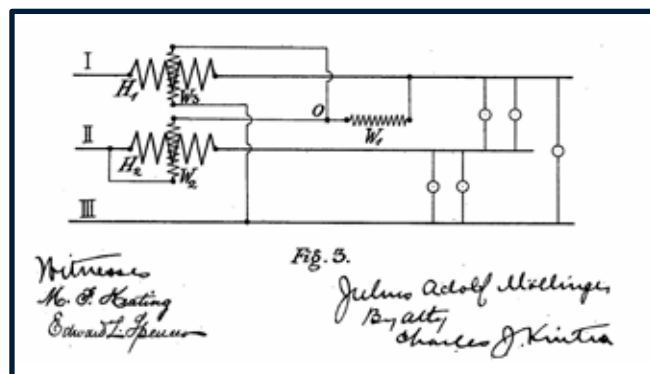 I
H1
W3
O
W1
II
H2
W2
III
Fig. 3.
Witnesses
M. F. Keating
Edward L.
Julius Adolf Möllinger
By Atty
Charles J. Kintner